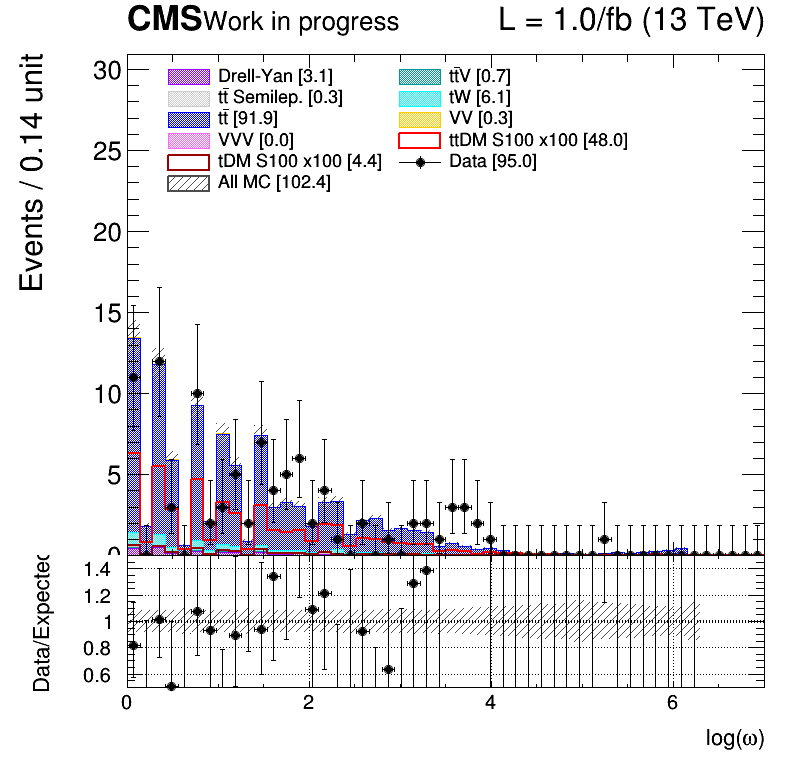 CMS Work in progress L = 1.0/fb (13 TeV)
Events / 0.14 unit
30
25
20
15
10
5
0
Drell-Yan [3.1]
tt̄V [0.7]
tt̄ Semilep. [0.3]
tW [6.1]
tt̄ [91.9]
VV [0.3]
VVV [0.0]
ttDM S100 x100 [48.0]
tDM S100 x100 [4.4]
Data [95.0]
All MC [102.4]
Data/Expected
1.4
1.2
1
0.8
0.6
0 2 4 6
log(ω)